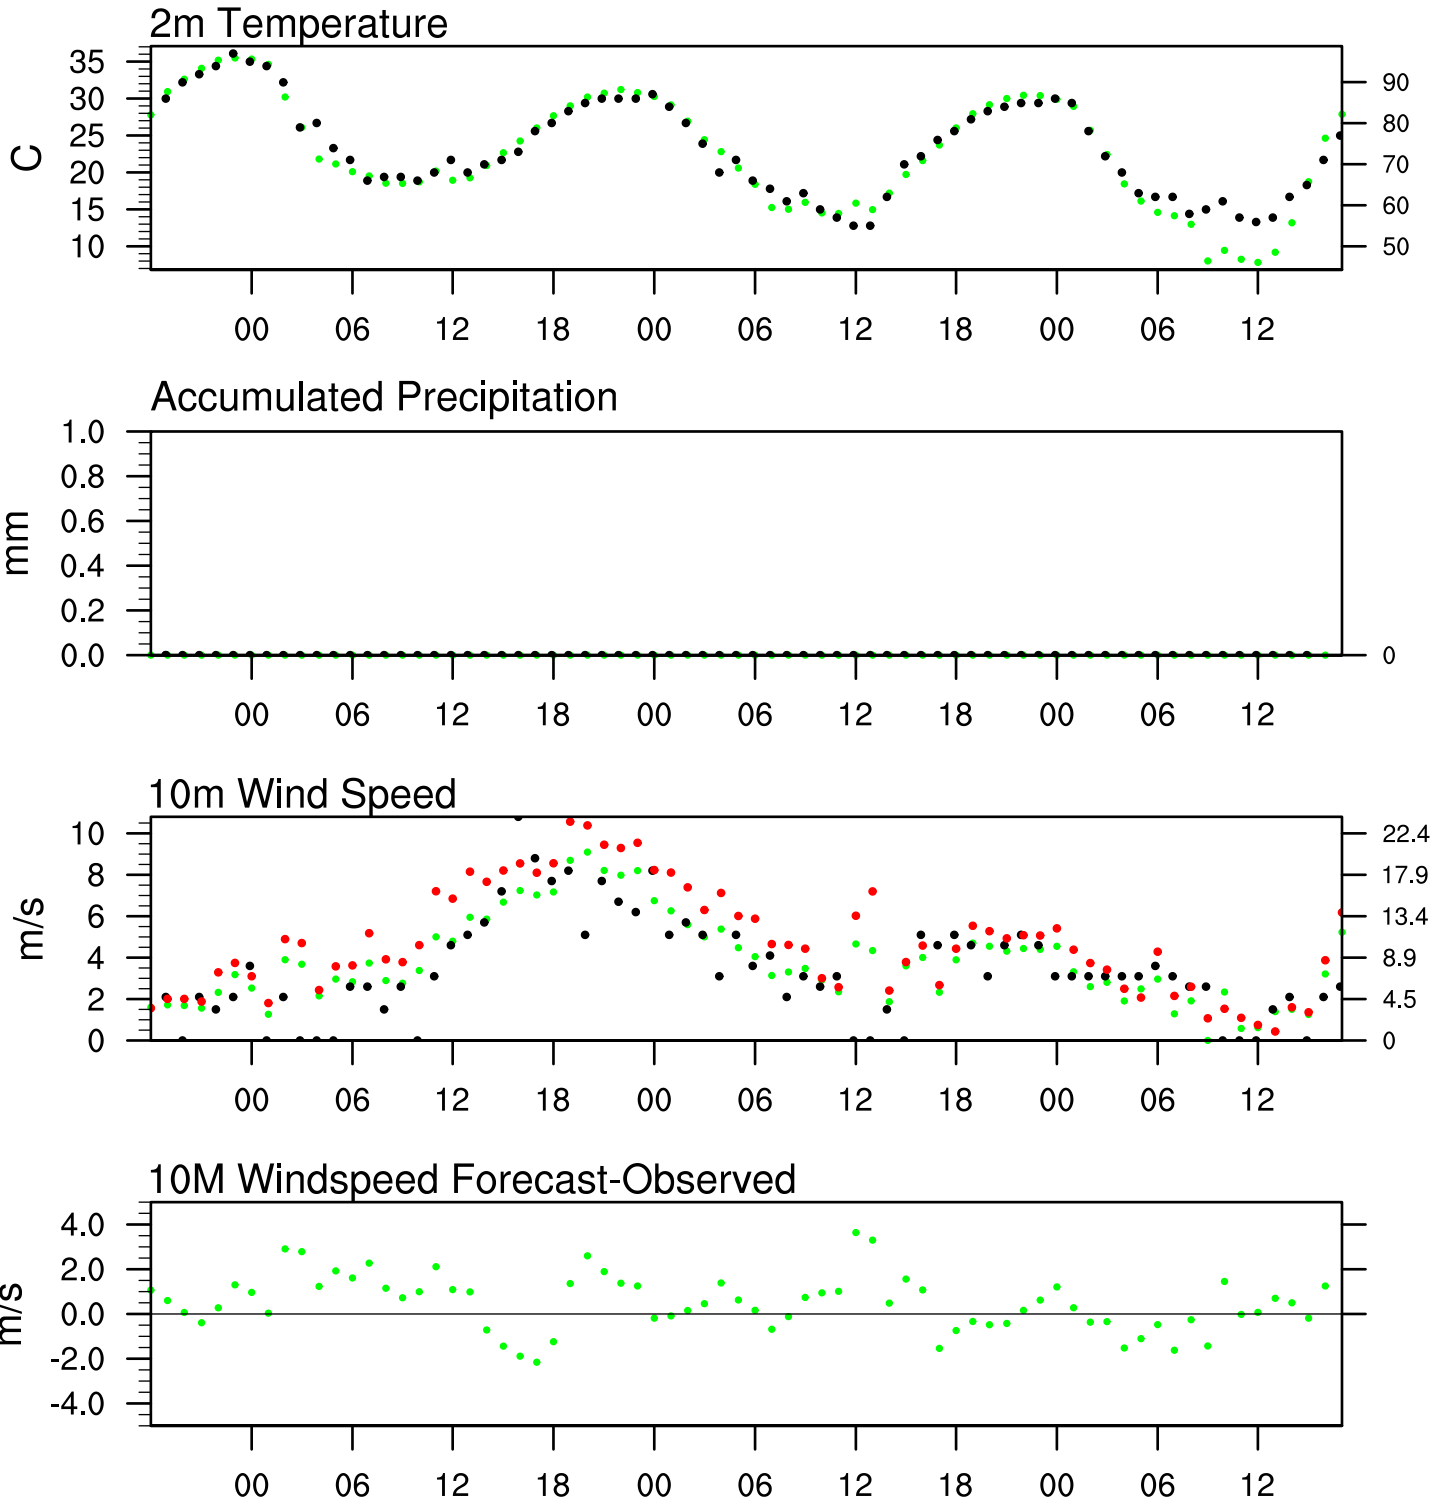 2m Temperature
35
30
25
20
15
10
C
90
80
70
60
50
00 06 12 18 00 06 12 18 00 06 12
Accumulated Precipitation
1.0
0.8
0.6
0.4
0.2
0.0
mm
0
00 06 12 18 00 06 12 18 00 06 12
10m Wind Speed
10
8
6
4
2
0
m/s
22.4
17.9
13.4
8.9
4.5
0
00 06 12 18 00 06 12 18 00 06 12
10M Windspeed Forecast-Observed
4.0
2.0
0.0
-2.0
-4.0
m/s
00 06 12 18 00 06 12 18 00 06 12